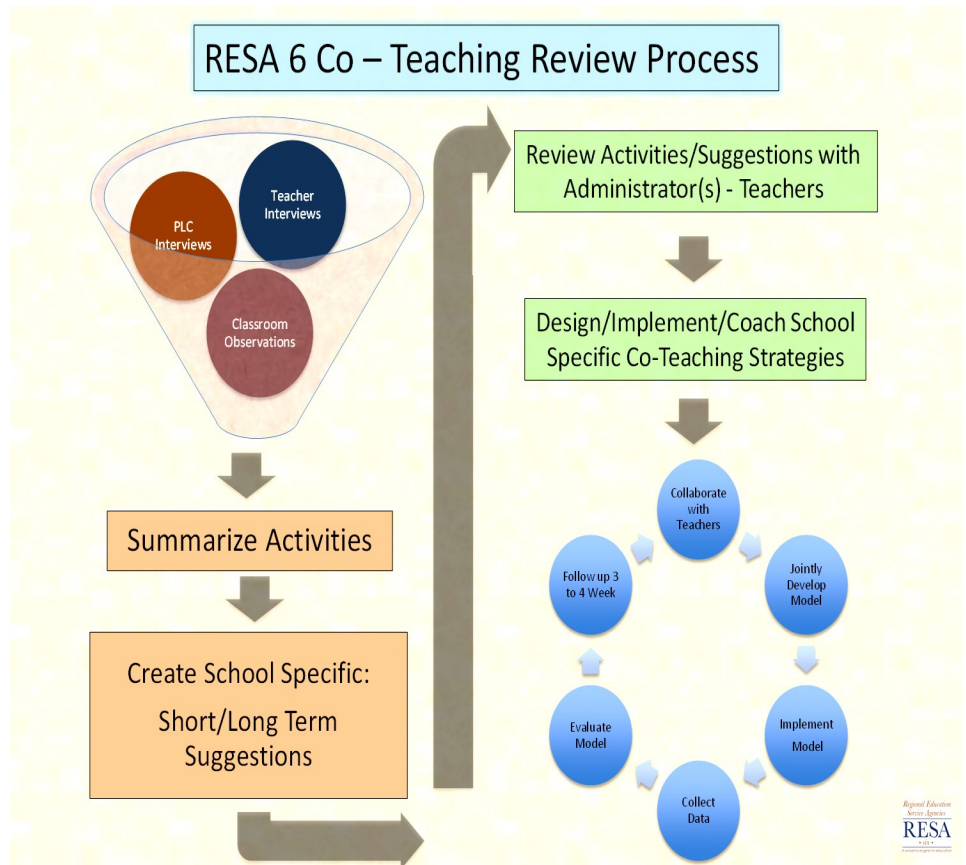 RESA 6 Co – Teaching Review Process
PLC
Interviews
Teacher
Interviews
Classroom
Observations
Summarize Activities
Create School Specific:
Short/Long Term
Suggestions
Review Activities/Suggestions with
Administrator(s) - Teachers
Design/Implement/Coach School
Specific Co-Teaching Strategies
Collaborate
with
Teachers
Jointly
Develop
Model
Implement
Model
Collect
Data
Evaluate
Model
Follow up 3
to 4 Week
Regional Education
Service Agencies
RESA